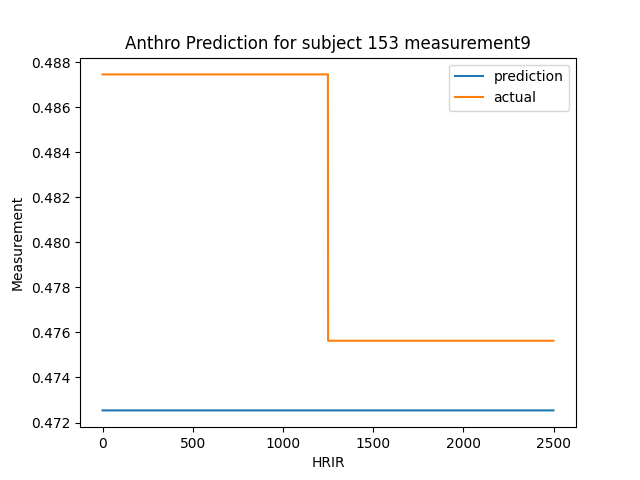 Anthro Prediction for subject 153 measurement9
0.488
0.486
0.484
0.482
0.480
0.478
0.476
0.474
0.472
Measurement
prediction
actual
0 500 1000 1500 2000 2500
HRIR